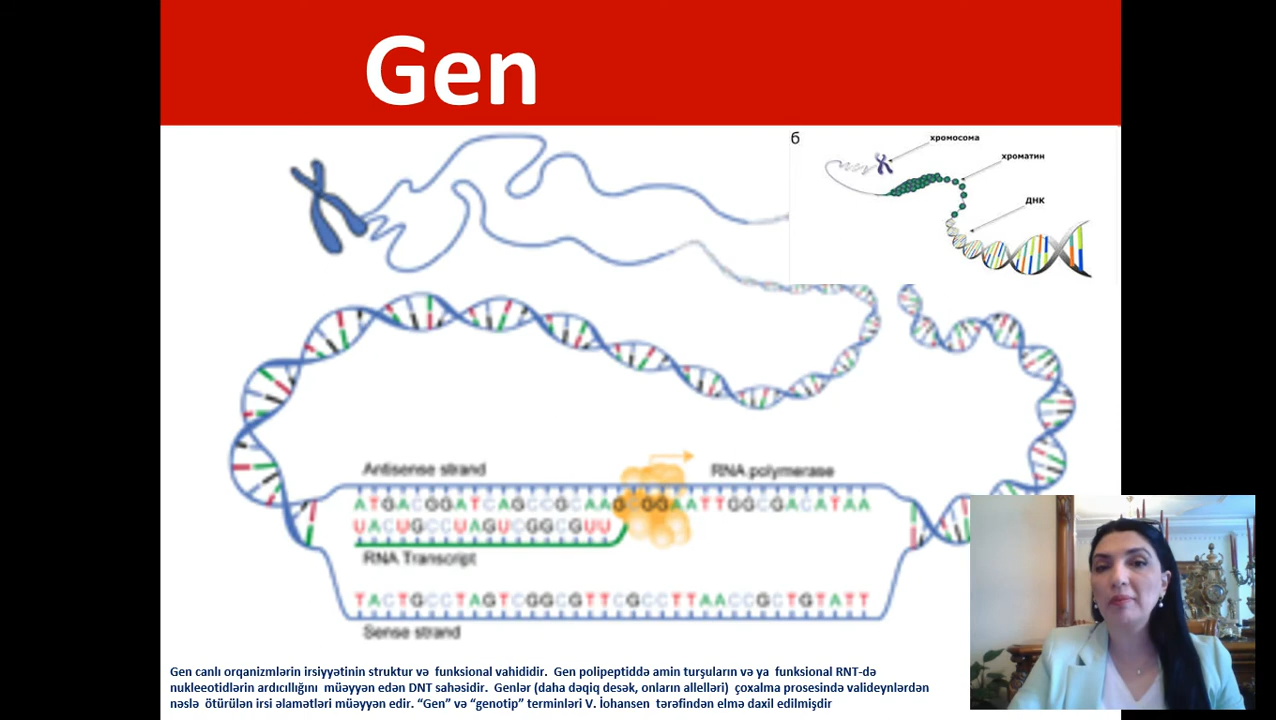 Gen
б
хромосома
хроматин
ДНК
Antisense strand
RNA polymerase
ATGACGGATCAGCCGCAAGCGGAATTGGCGACATAA
UACUGCCUAGUCGGCGUU
RNA Transcript
TACTGCCTAGTCGGCGTTCGCCTTAACCGCTGTATT
Sense strand
Gen canlı orqanizmlərin irsiyyətinin struktur və funksional vahididir. Gen polipeptiddə amin turşuların və ya funksional RNT-də
nukleeotidlərin ardıcıllığını müəyyən edən DNT sahəsidir. Genlər (daha dəqiq desək, onların allelləri) çoxalma prosesində valideynlərdən
nəslə ötürülən irsi əlamətləri müəyyən edir. “Gen” və “genotip” terminləri V. İohansen tərəfindən elmə daxil edilmişdir